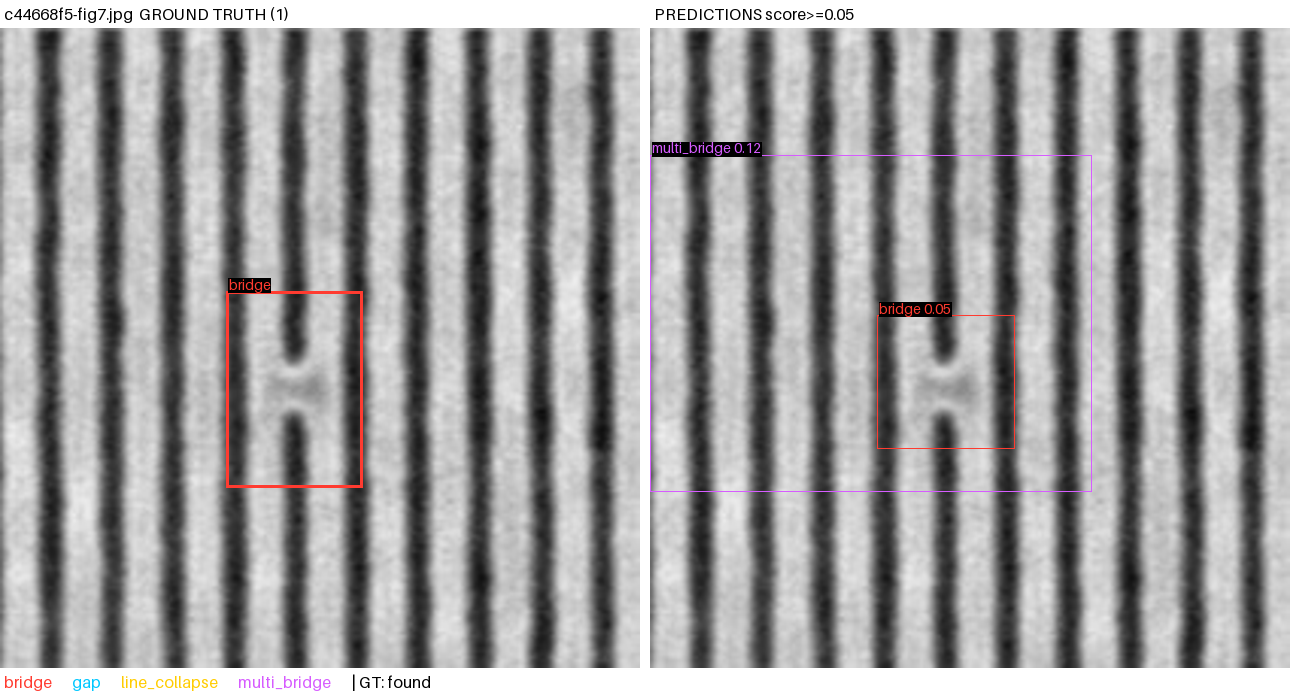 c44668f5-fig7.jpg GROUND TRUTH (1)
PREDICTIONS score>=0.05
multi_bridge 0.12
bridge
bridge 0.05
bridge gap line_collapse multi_bridge | GT: found